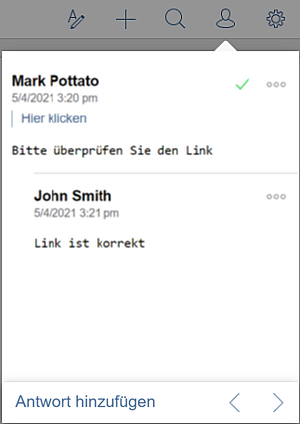 Mark Pottato
5/4/2021 3:20 pm
Hier klicken
Bitte überprüfen Sie den Link
John Smith
5/4/2021 3:21 pm
Link ist korrekt
Antwort hinzufügen